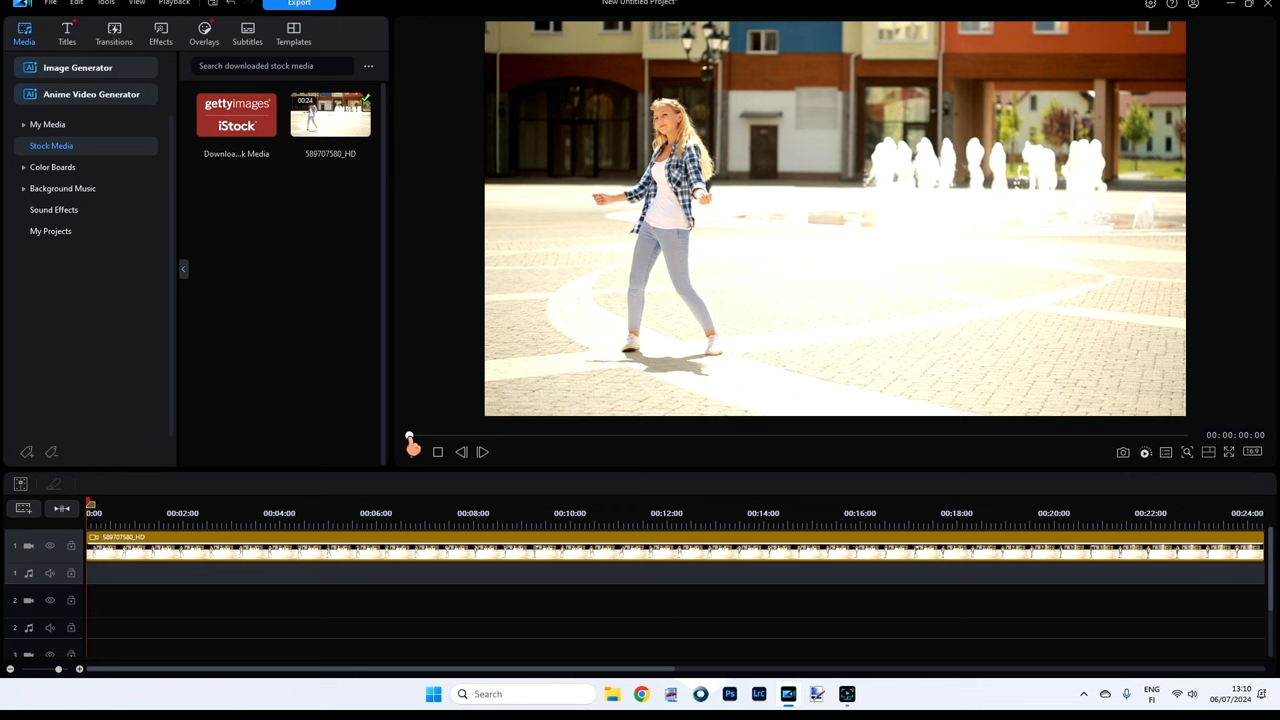 File Edit Tools View Playback
Export
New Untitled Project*
Media Titles Transitions Effects Overlays Subtitles Templates
Image Generator
Search downloaded stock media
Anime Video Generator
gettyimages®
iStock
00:24
My Media
Stock Media
Downloa...k Media
589707580_HD
Color Boards
Background Music
Sound Effects
My Projects
00:00:00:00
16:9
0:00 00:02:00 00:04:00 00:06:00 00:08:00 00:10:00 00:12:00 00:14:00 00:16:00 00:18:00 00:20:00 00:22:00 00:24:00
589707580_HD
1
1
2
2
Search
Ps
LrC
ENG
FI
13:10
06/07/2024